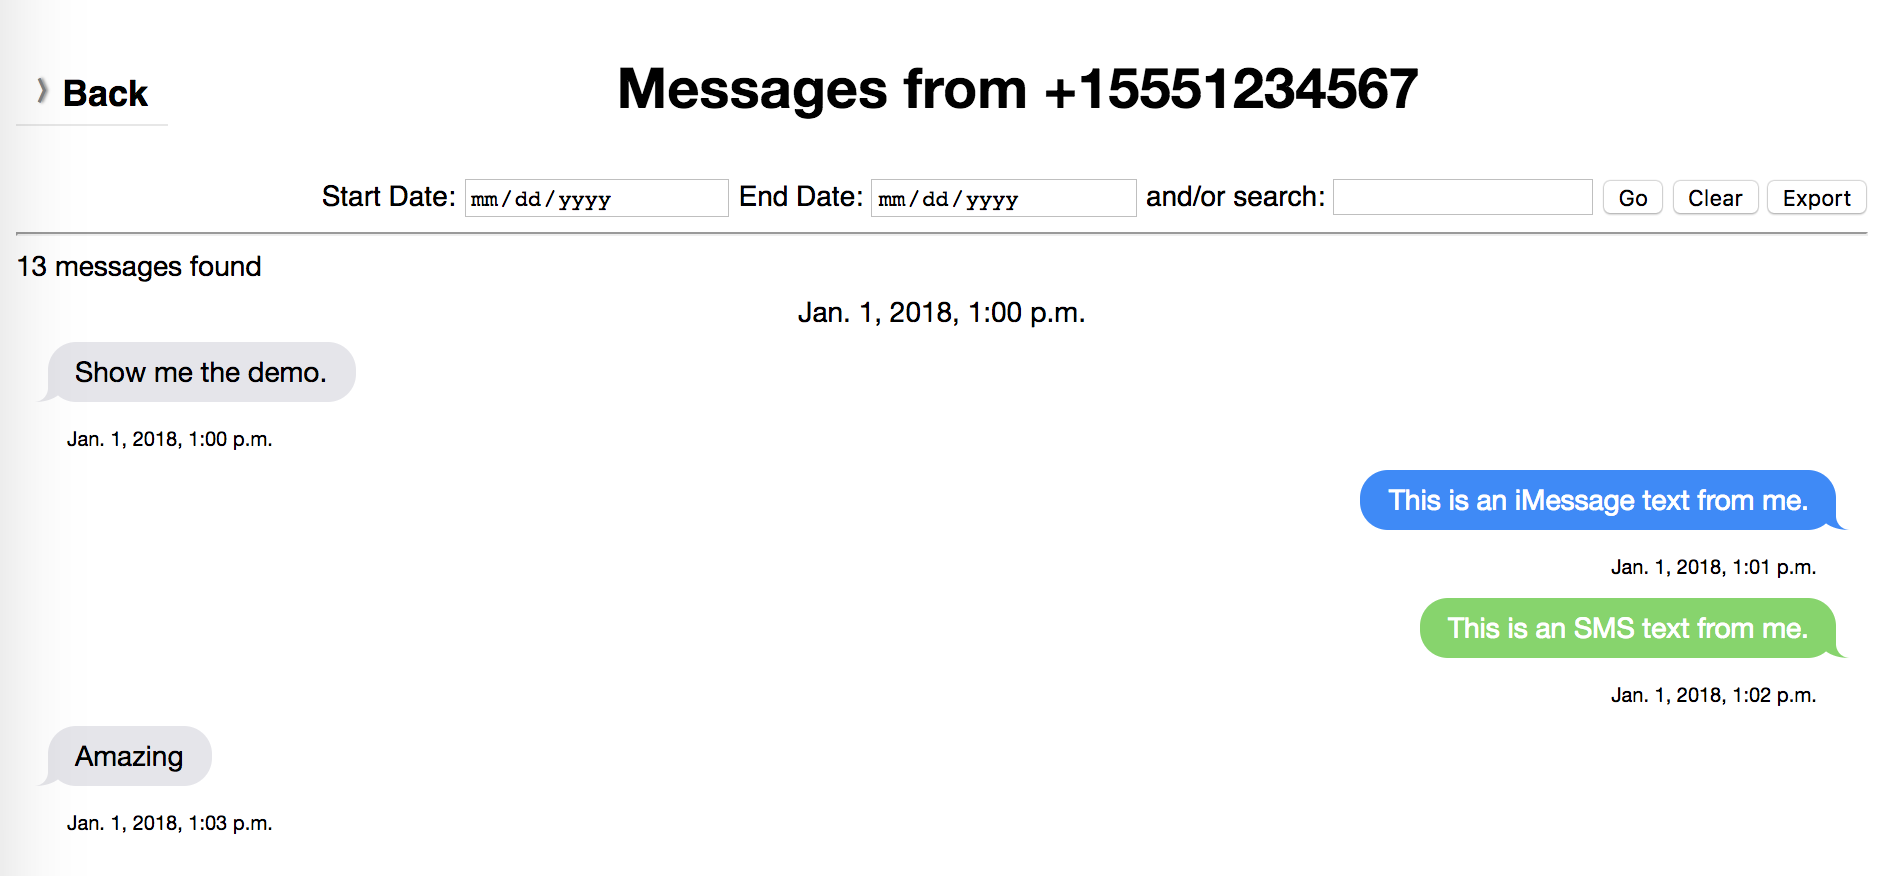 Back
Messages from +15551234567
Start Date: mm/dd/yyyy End Date: mm/dd/yyyy and/or search: Go Clear Export
13 messages found
Jan. 1, 2018, 1:00 p.m.
Show me the demo.
Jan. 1, 2018, 1:00 p.m.
This is an iMessage text from me.
Jan. 1, 2018, 1:01 p.m.
This is an SMS text from me.
Jan. 1, 2018, 1:02 p.m.
Amazing
Jan. 1, 2018, 1:03 p.m.